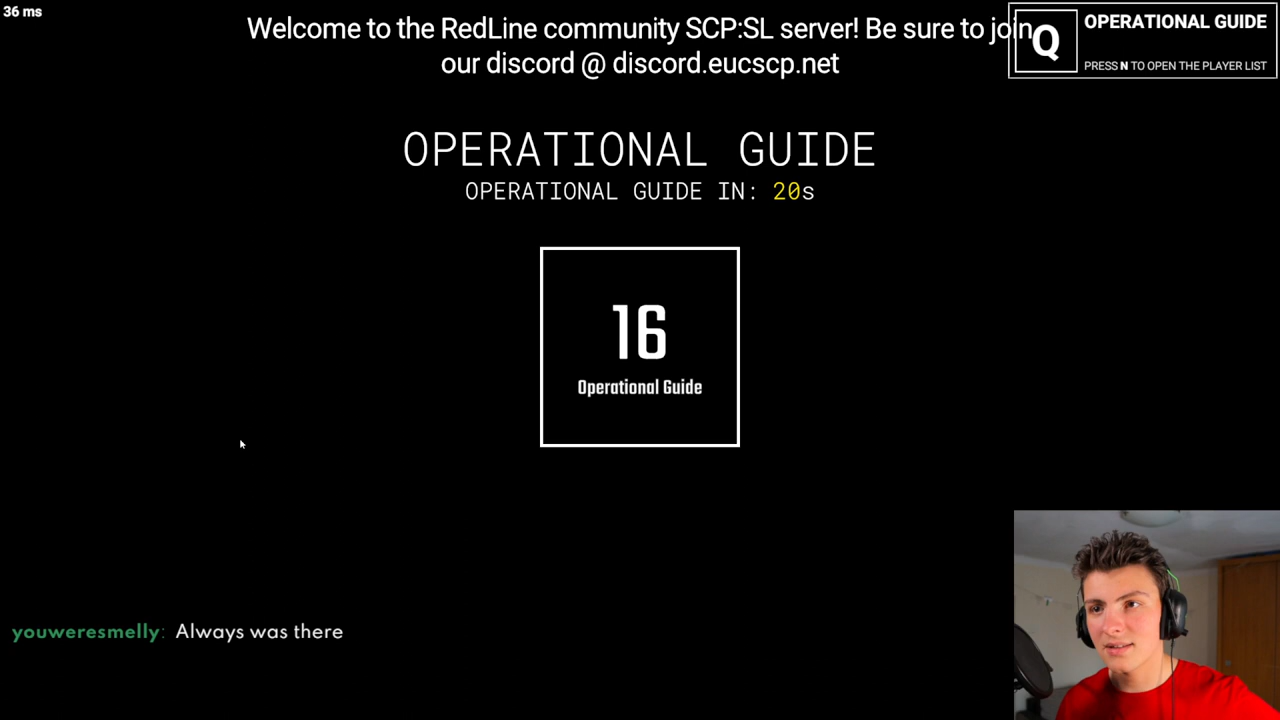 36 ms
Welcome to the RedLine community SCP:SL server! Be sure to join
our discord @ discord.eucscp.net
Q
OPERATIONAL GUIDE
PRESS N TO OPEN THE PLAYER LIST
OPERATIONAL GUIDE
OPERATIONAL GUIDE IN: 20s
16
Operational Guide
youweresmelly: Always was there